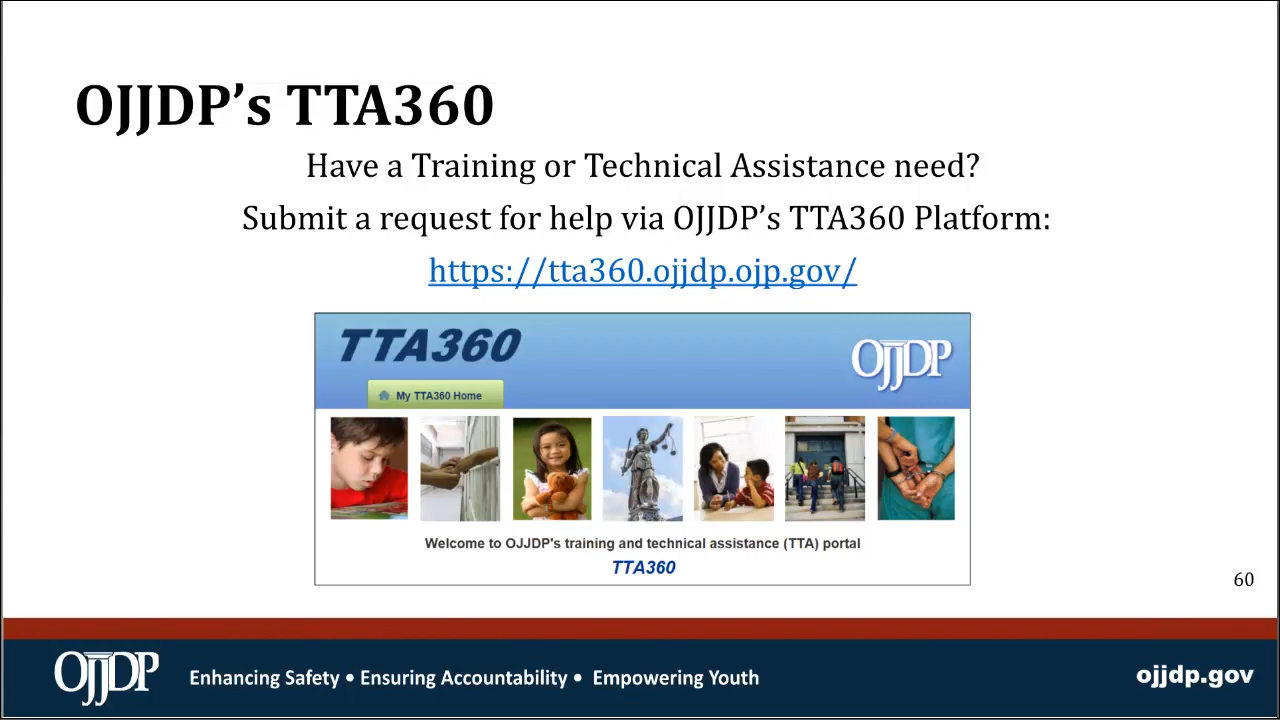 OJJDP’s TTA360
Have a Training or Technical Assistance need?
Submit a request for help via OJJDP’s TTA360 Platform:
https://tta360.ojjdp.ojp.gov/
TTA360
OJJDP
My TTA360 Home
Welcome to OJJDP's training and technical assistance (TTA) portal
TTA360
60
OJJDP
Enhancing Safety • Ensuring Accountability • Empowering Youth
ojjdp.gov